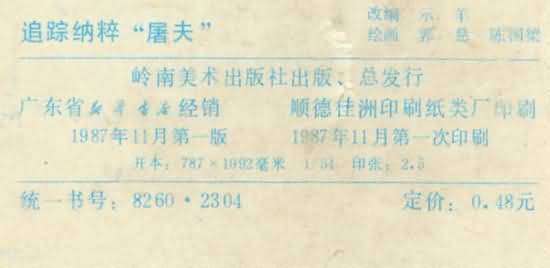 追踪纳粹“屠夫”
改编 示 羊
绘画 郭 慈 陈国梁
岭南美术出版社出版、总发行
广东省新华书店经销 顺德佳洲印刷纸类厂印刷
1987年11月第一版 1987年11月第一次印刷
开本：787×1092毫米 1/64 印张：2.5
统一书号：8260·2304 定价：0.48元